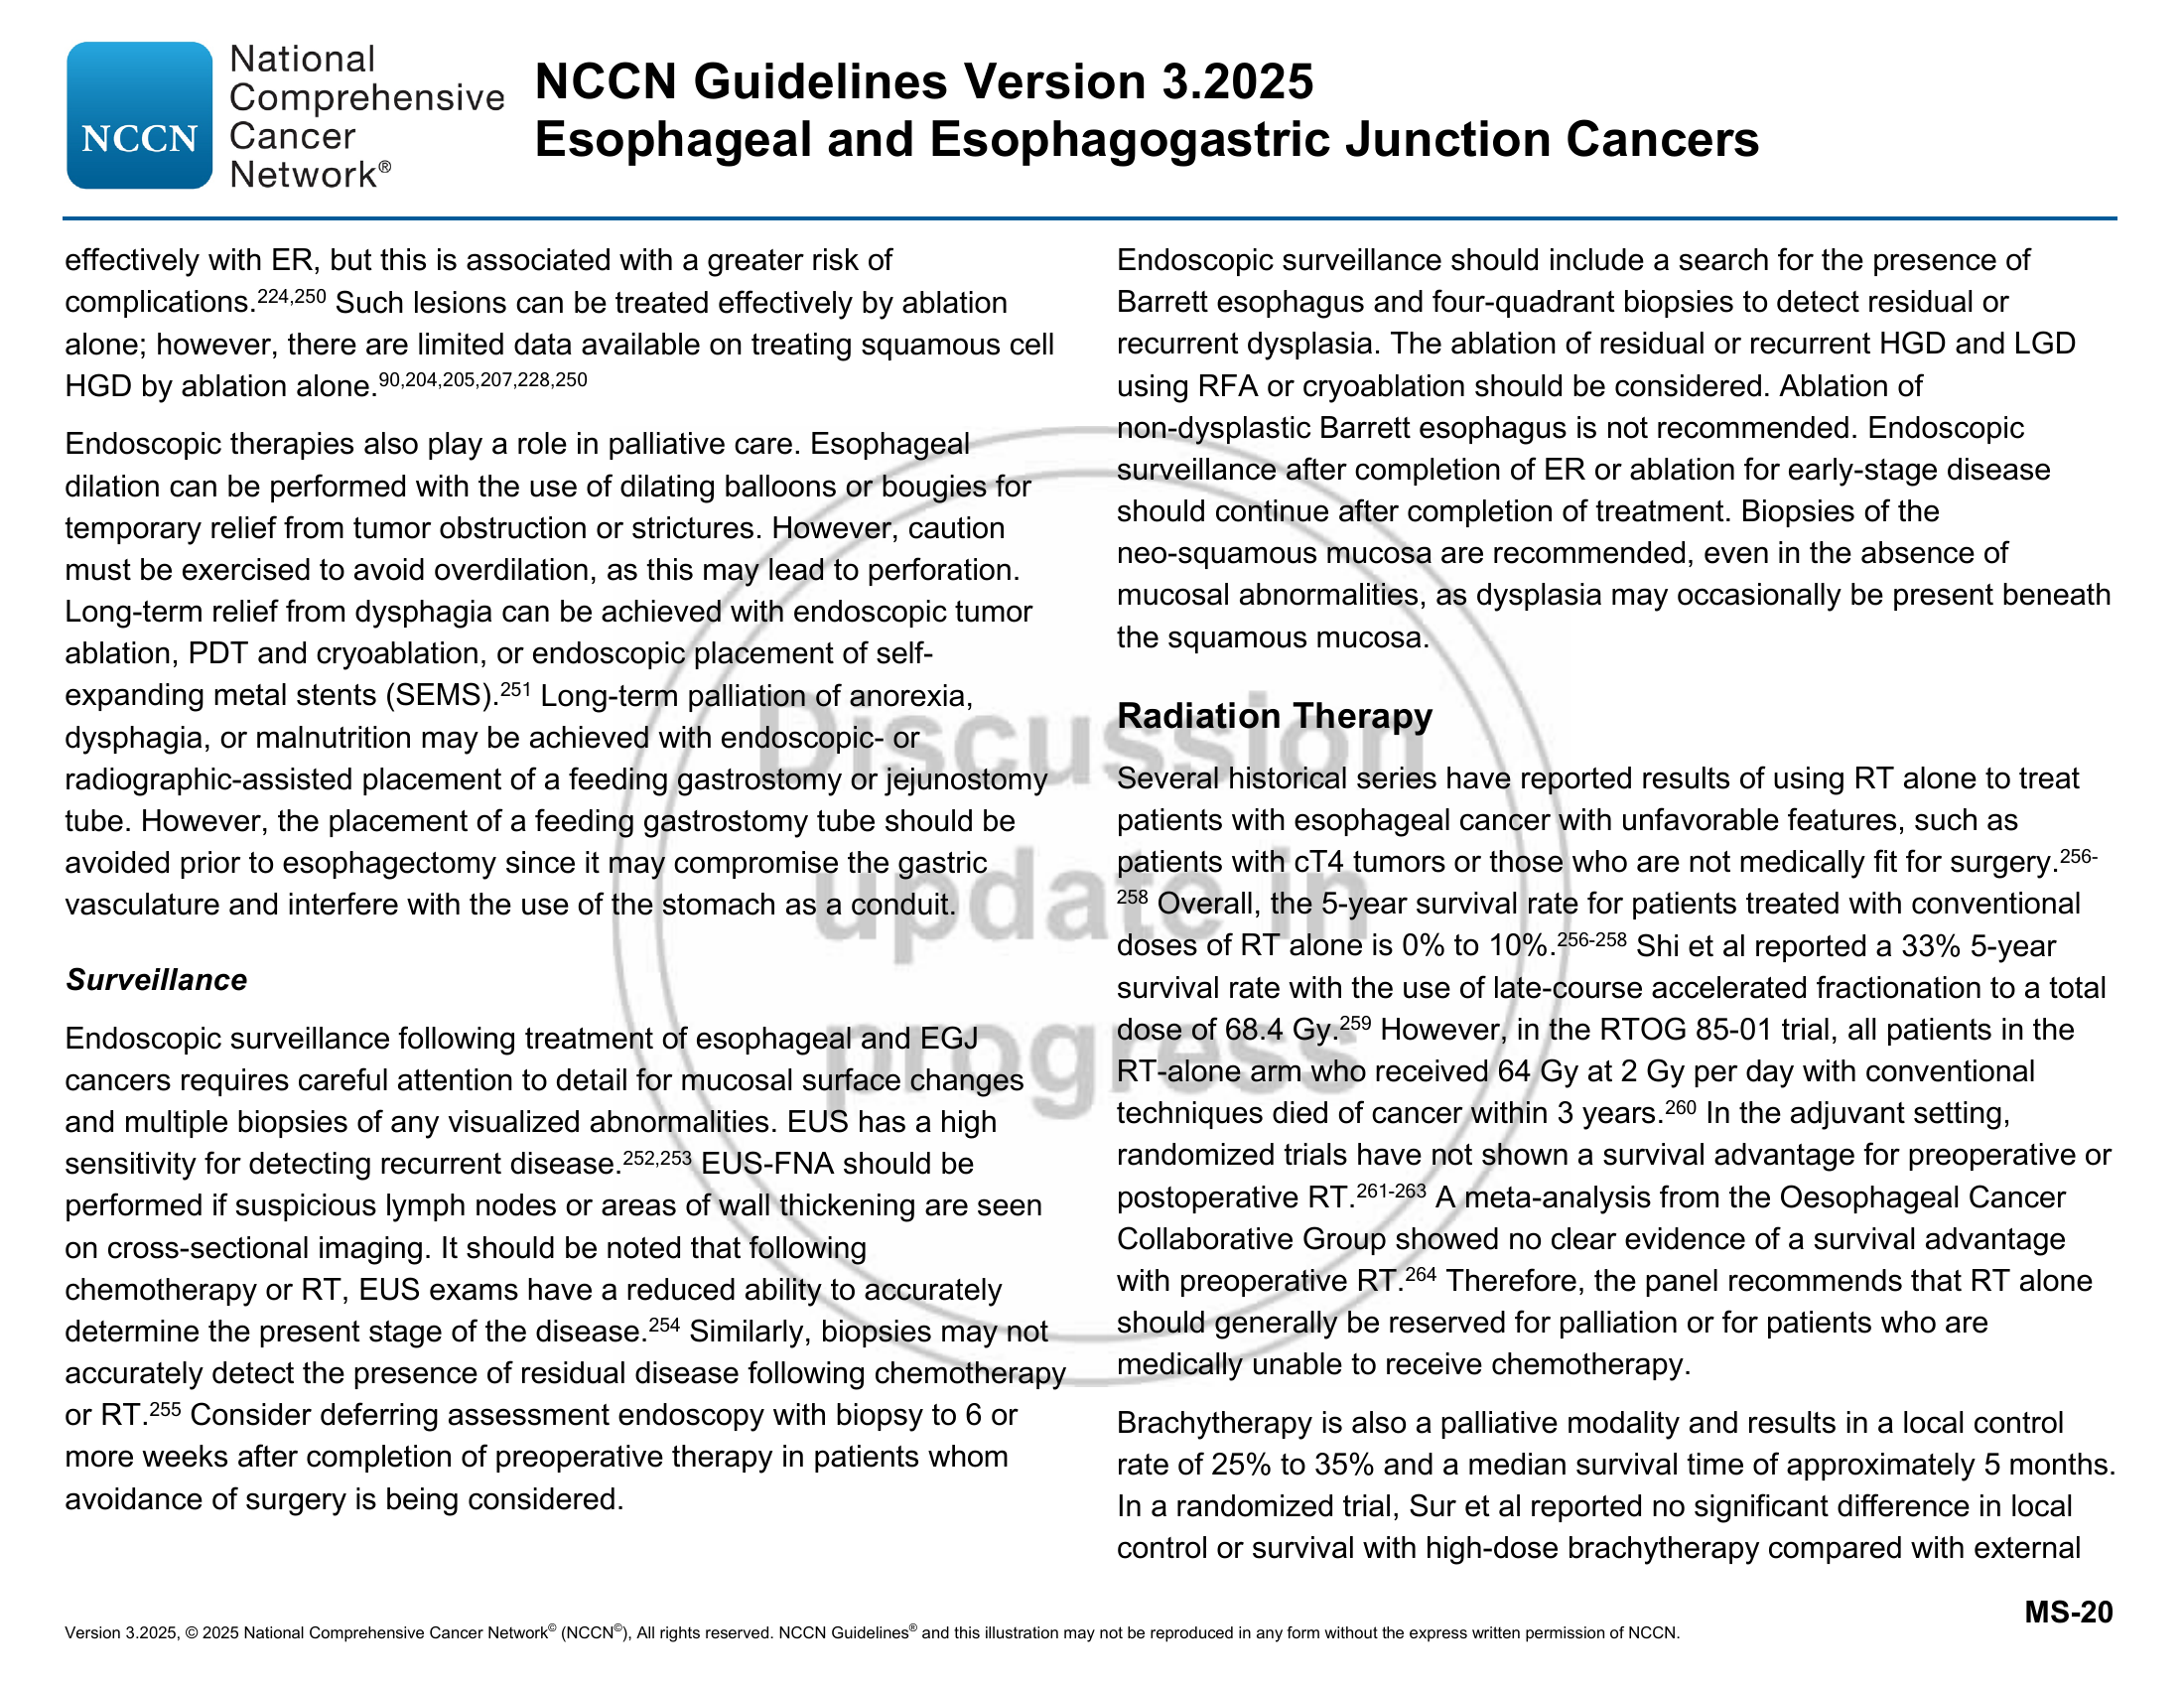 National
Comprehensive
Cancer
Network®
NCCN
NCCN Guidelines Version 3.2025
Esophageal and Esophagogastric Junction Cancers
effectively with ER, but this is associated with a greater risk of
complications.224,250 Such lesions can be treated effectively by ablation
alone; however, there are limited data available on treating squamous cell
HGD by ablation alone.90,204,205,207,228,250
Endoscopic therapies also play a role in palliative care. Esophageal
dilation can be performed with the use of dilating balloons or bougies for
temporary relief from tumor obstruction or strictures. However, caution
must be exercised to avoid overdilation, as this may lead to perforation.
Long-term relief from dysphagia can be achieved with endoscopic tumor
ablation, PDT and cryoablation, or endoscopic placement of self-
expanding metal stents (SEMS).251 Long-term palliation of anorexia,
dysphagia, or malnutrition may be achieved with endoscopic- or
radiographic-assisted placement of a feeding gastrostomy or jejunostomy
tube. However, the placement of a feeding gastrostomy tube should be
avoided prior to esophagectomy since it may compromise the gastric
vasculature and interfere with the use of the stomach as a conduit.
Surveillance
Endoscopic surveillance following treatment of esophageal and EGJ
cancers requires careful attention to detail for mucosal surface changes
and multiple biopsies of any visualized abnormalities. EUS has a high
sensitivity for detecting recurrent disease.252,253 EUS-FNA should be
performed if suspicious lymph nodes or areas of wall thickening are seen
on cross-sectional imaging. It should be noted that following
chemotherapy or RT, EUS exams have a reduced ability to accurately
determine the present stage of the disease.254 Similarly, biopsies may not
accurately detect the presence of residual disease following chemotherapy
or RT.255 Consider deferring assessment endoscopy with biopsy to 6 or
more weeks after completion of preoperative therapy in patients whom
avoidance of surgery is being considered.
Endoscopic surveillance should include a search for the presence of
Barrett esophagus and four-quadrant biopsies to detect residual or
recurrent dysplasia. The ablation of residual or recurrent HGD and LGD
using RFA or cryoablation should be considered. Ablation of
non-dysplastic Barrett esophagus is not recommended. Endoscopic
surveillance after completion of ER or ablation for early-stage disease
should continue after completion of treatment. Biopsies of the
neo-squamous mucosa are recommended, even in the absence of
mucosal abnormalities, as dysplasia may occasionally be present beneath
the squamous mucosa.
Radiation Therapy
Several historical series have reported results of using RT alone to treat
patients with esophageal cancer with unfavorable features, such as
patients with cT4 tumors or those who are not medically fit for surgery.256-
258 Overall, the 5-year survival rate for patients treated with conventional
doses of RT alone is 0% to 10%.256-258 Shi et al reported a 33% 5-year
survival rate with the use of late-course accelerated fractionation to a total
dose of 68.4 Gy.259 However, in the RTOG 85-01 trial, all patients in the
RT-alone arm who received 64 Gy at 2 Gy per day with conventional
techniques died of cancer within 3 years.260 In the adjuvant setting,
randomized trials have not shown a survival advantage for preoperative or
postoperative RT.261-263 A meta-analysis from the Oesophageal Cancer
Collaborative Group showed no clear evidence of a survival advantage
with preoperative RT.264 Therefore, the panel recommends that RT alone
should generally be reserved for palliation or for patients who are
medically unable to receive chemotherapy.
Brachytherapy is also a palliative modality and results in a local control
rate of 25% to 35% and a median survival time of approximately 5 months.
In a randomized trial, Sur et al reported no significant difference in local
control or survival with high-dose brachytherapy compared with external
Discussion
update in
progress
MS-20
Version 3.2025, © 2025 National Comprehensive Cancer Network© (NCCN©), All rights reserved. NCCN Guidelines® and this illustration may not be reproduced in any form without the express written permission of NCCN.